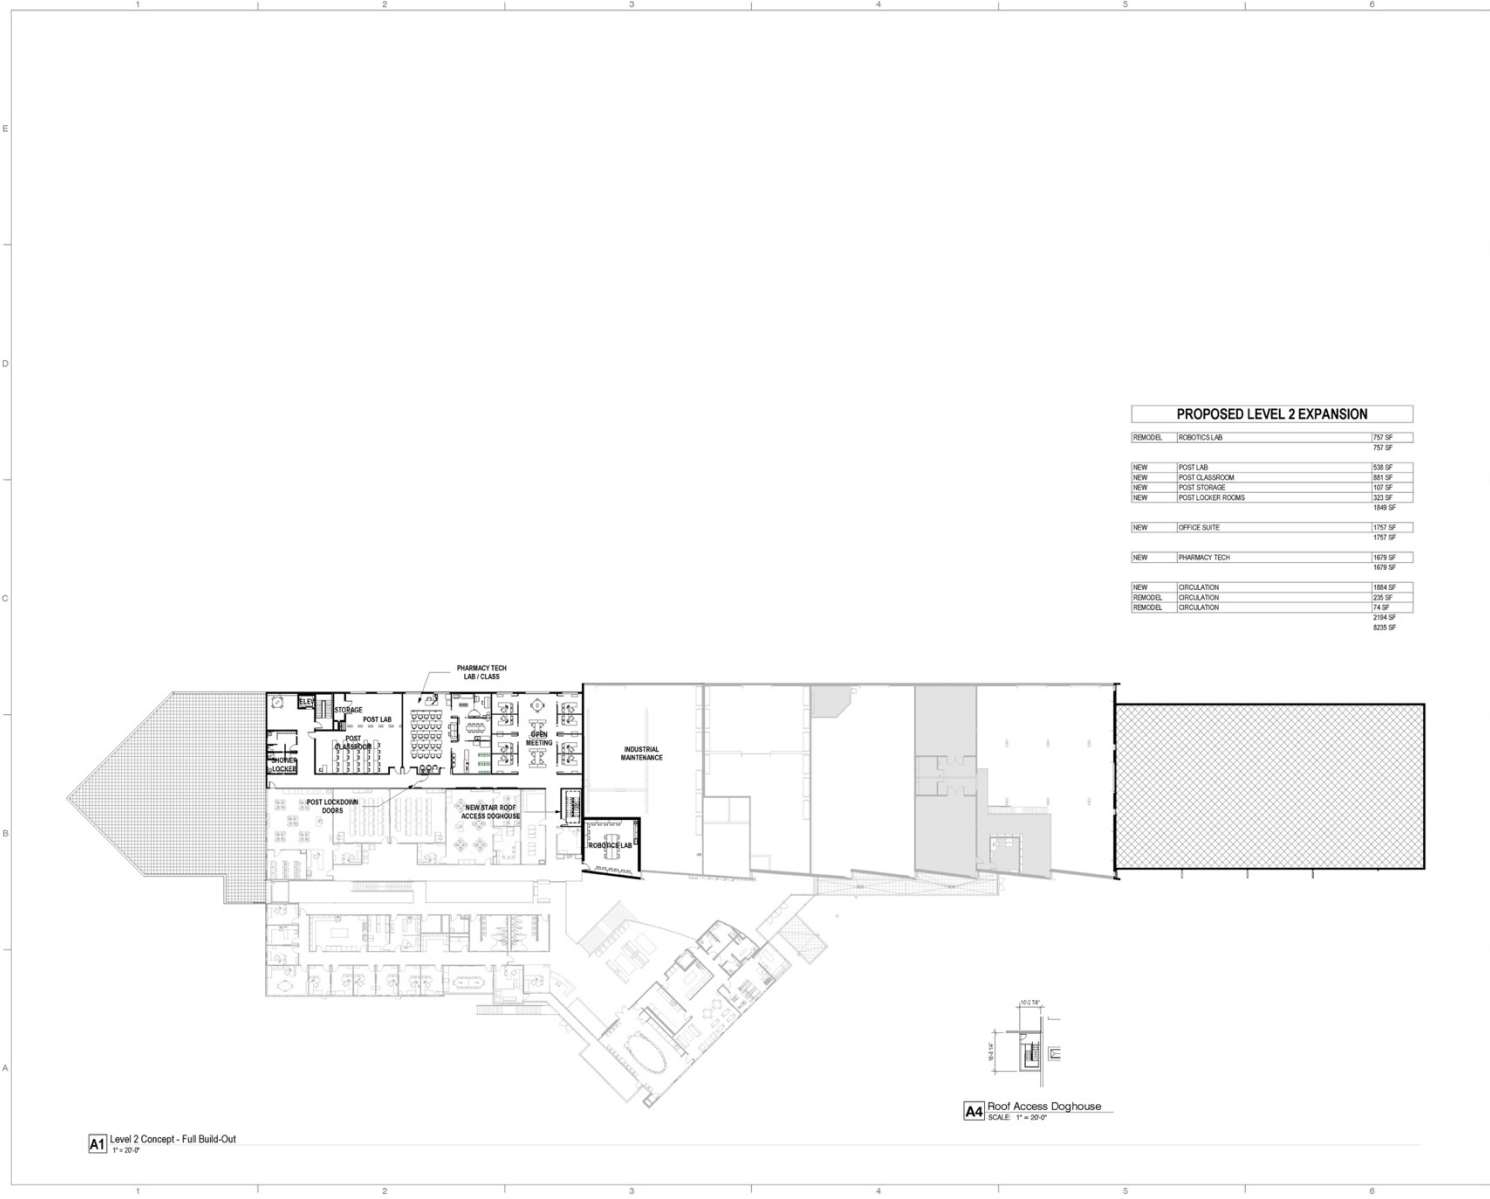 1 2 3 4 5 6
E
D
C
B
A
PROPOSED LEVEL 2 EXPANSION
REMODEL ROBOTICS LAB 757 SF
757 SF
NEW POST LAB 538 SF
NEW POST CLASSROOM 881 SF
NEW POST STORAGE 107 SF
NEW POST LOCKER ROOMS 323 SF
1849 SF
NEW OFFICE SUITE 1757 SF
1757 SF
NEW PHARMACY TECH 1679 SF
1679 SF
NEW CIRCULATION 1884 SF
REMODEL CIRCULATION 235 SF
REMODEL CIRCULATION 74 SF
2194 SF
8235 SF
PHARMACY TECH
LAB / CLASS
ELEV
STORAGE
POST LAB
POST
CLASSROOM
SHOWER
LOCKER
OPEN
MEETING
INDUSTRIAL
MAINTENANCE
POST LOCKDOWN
DOORS
NEW STAIR ROOF
ACCESS DOGHOUSE
ROBOTICS LAB
10'-2 7/8"
A4 Roof Access Doghouse
SCALE: 1" = 20'-0"
A1 Level 2 Concept - Full Build-Out
1" = 20'-0"
1 2 3 4 5 6